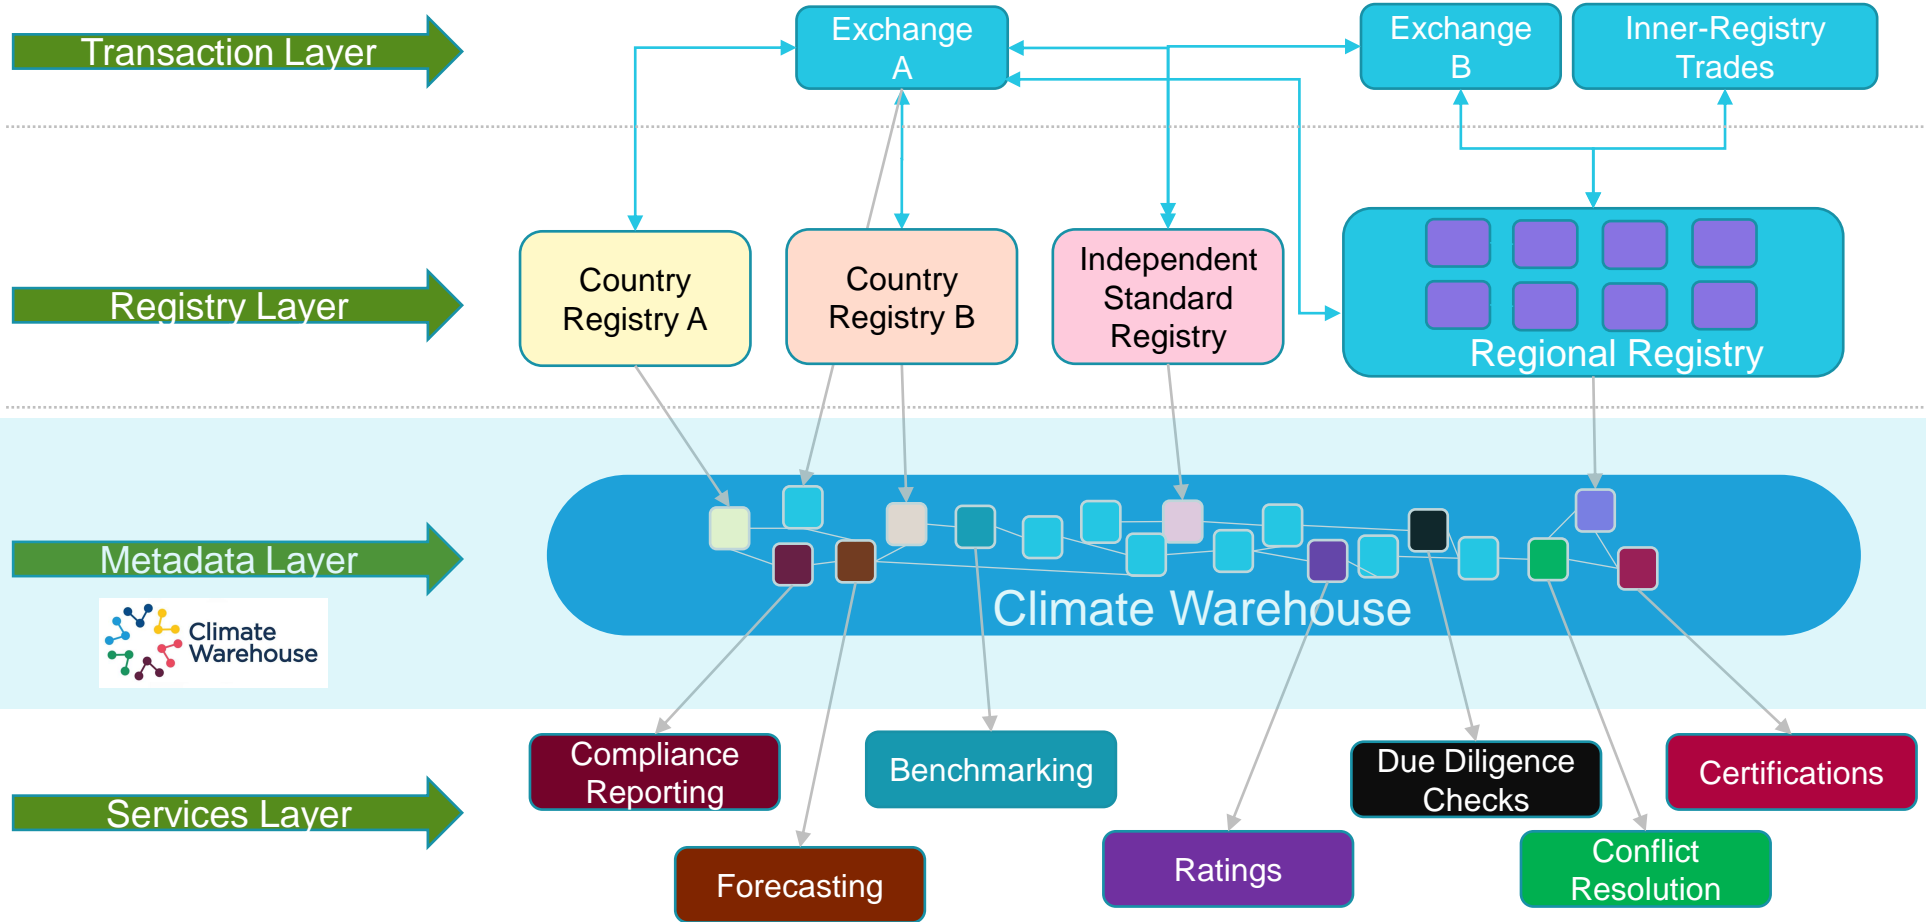 Transaction Layer
Exchange
A
Exchange
B
Inner-Registry
Trades
Registry Layer
Country
Registry A
Country
Registry B
Independent
Standard
Registry
Regional Registry
Metadata Layer
Climate Warehouse
Climate
Warehouse
Services Layer
Compliance
Reporting
Benchmarking
Due Diligence
Checks
Certifications
Forecasting
Ratings
Conflict
Resolution